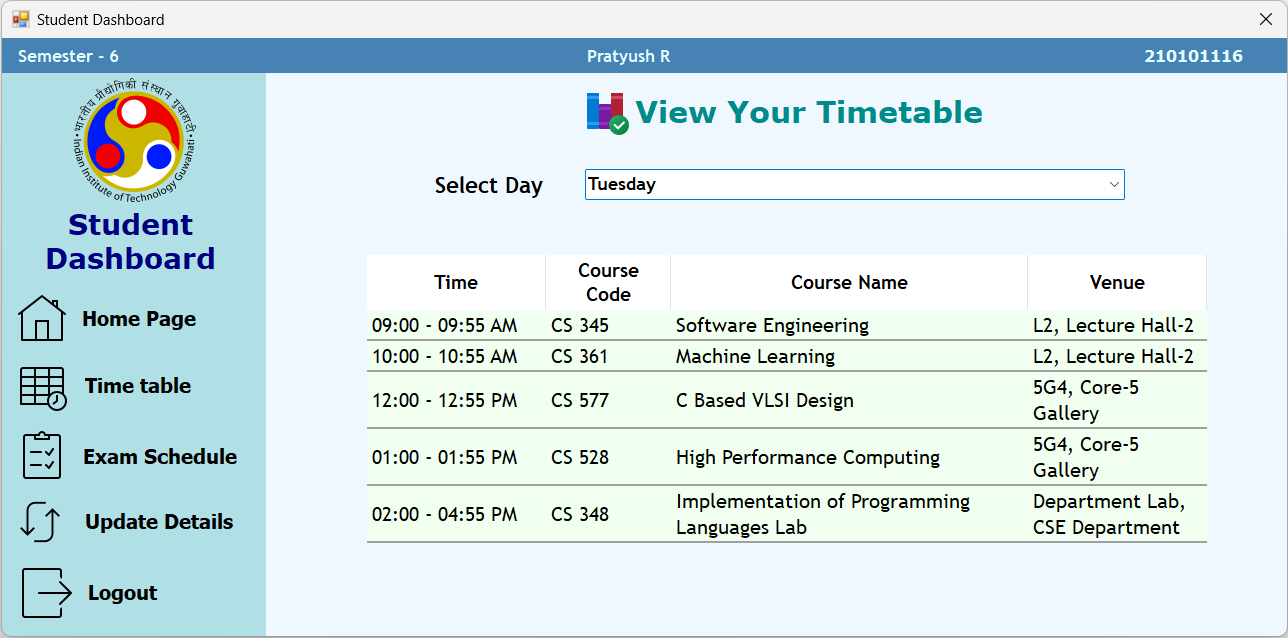 Student Dashboard
Semester - 6
Pratyush R
210101116
भारतीय प्रौद्योगिकी संस्थान गुवाहाटी
Indian Institute of Technology Guwahati
Student
Dashboard
Home Page
Time table
Exam Schedule
Update Details
Logout
View Your Timetable
Select Day
Tuesday
Time Course Code Course Name Venue
09:00 - 09:55 AM CS 345 Software Engineering L2, Lecture Hall-2
10:00 - 10:55 AM CS 361 Machine Learning L2, Lecture Hall-2
12:00 - 12:55 PM CS 577 C Based VLSI Design 5G4, Core-5 Gallery
01:00 - 01:55 PM CS 528 High Performance Computing 5G4, Core-5 Gallery
02:00 - 04:55 PM CS 348 Implementation of Programming Languages Lab Department Lab, CSE Department